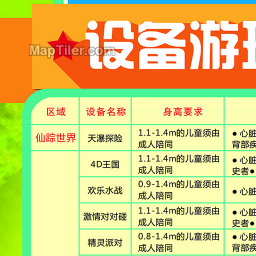 MapTiler.com
设备游
区域 设备名称 身高要求
仙踪世界 天瀑探险 1.1-1.4m的儿童须由 ● 心脏
成人陪同 背部疾
4D王国 1.1-1.4m的儿童须由 ● 心脏
成人陪同 史者●
欢乐水战 0.9-1.4m的儿童须由 ● 心脏
成人陪同
激情对对碰 1.1-1.4m的儿童须由 ● 心脏
成人陪同 史者●
精灵派对 0.8-1.4m的儿童须由 ● 心脏
成人陪同 背部疾